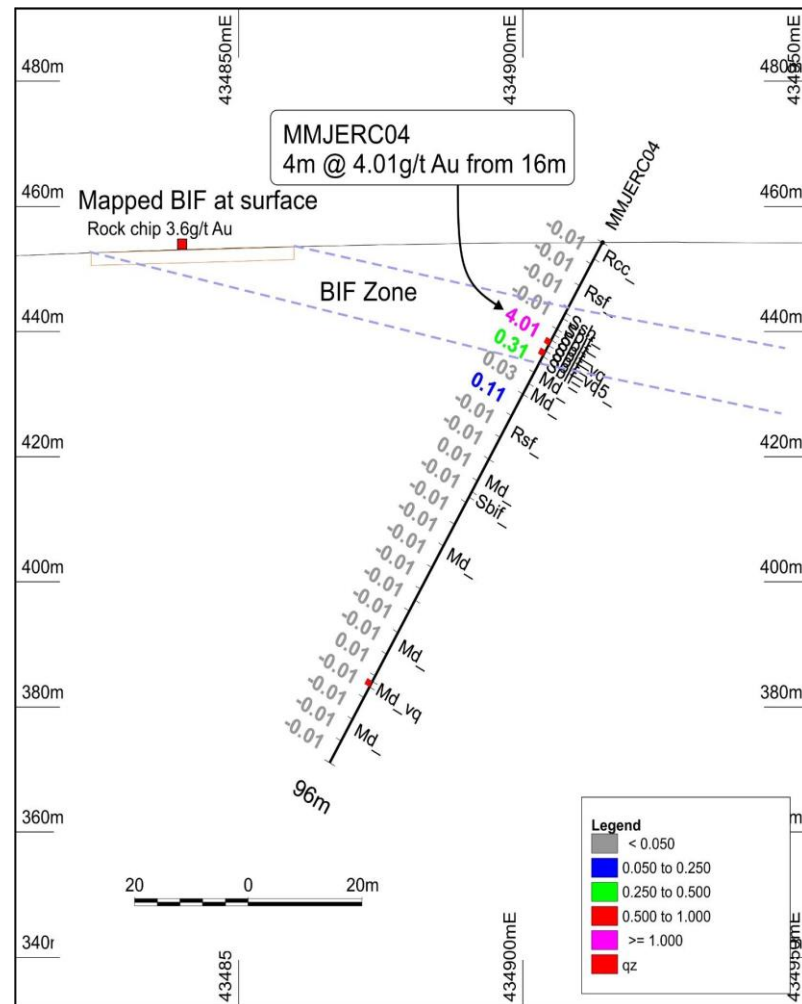 434850mE
434900mE
434950mE
480m
480m
MMJERC04
4m @ 4.01g/t Au from 16m
MMJERC04
460m
460m
Mapped BIF at surface
Rock chip 3.6g/t Au
BIF Zone
440m
440m
-0.01
-0.01
-0.01
-0.01
4.01
0.31
0.03
0.11
-0.01
-0.01
0.01
-0.01
-0.01
-0.01
-0.01
-0.01
-0.01
0.01
-0.01
-0.01
-0.01
-0.01
Rcc_
Rsf_
vq
vq5_
Md_
Md_
Rsf_
Md_
Sbif_
Md_
Md_
Md_vq
Md_
96m
420m
420m
400m
400m
380m
380m
360m
Legend
< 0.050
0.050 to 0.250
0.250 to 0.500
0.500 to 1.000
>= 1.000
qz
20 0 20m
43485
434900mE